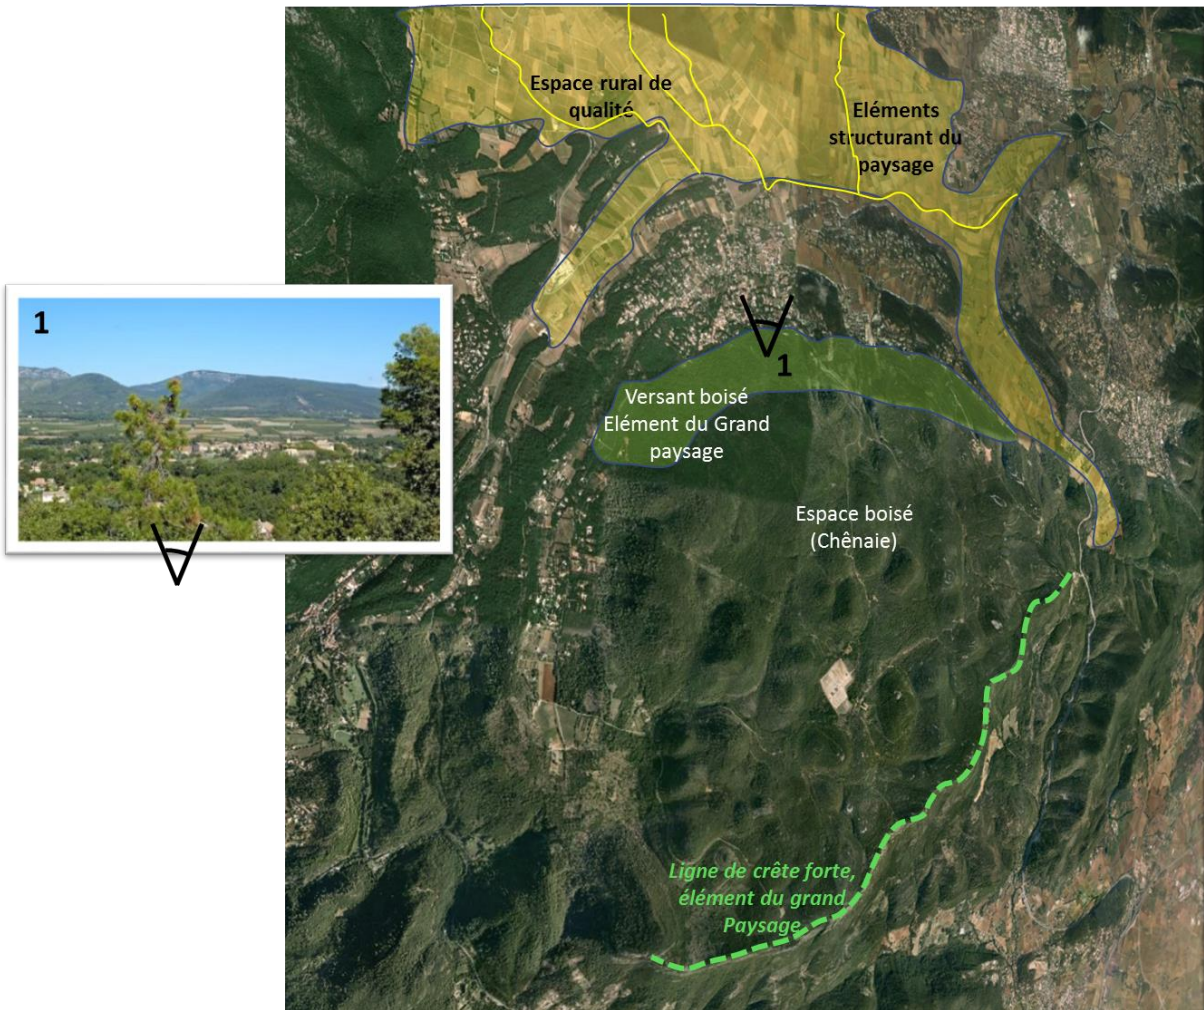 Espace rural de
qualité
Eléments
structurant du
paysage
1
1
Versant boisé
Elément du Grand
paysage
Espace boisé
(Chênaie)
Ligne de crête forte,
élément du grand
Paysage